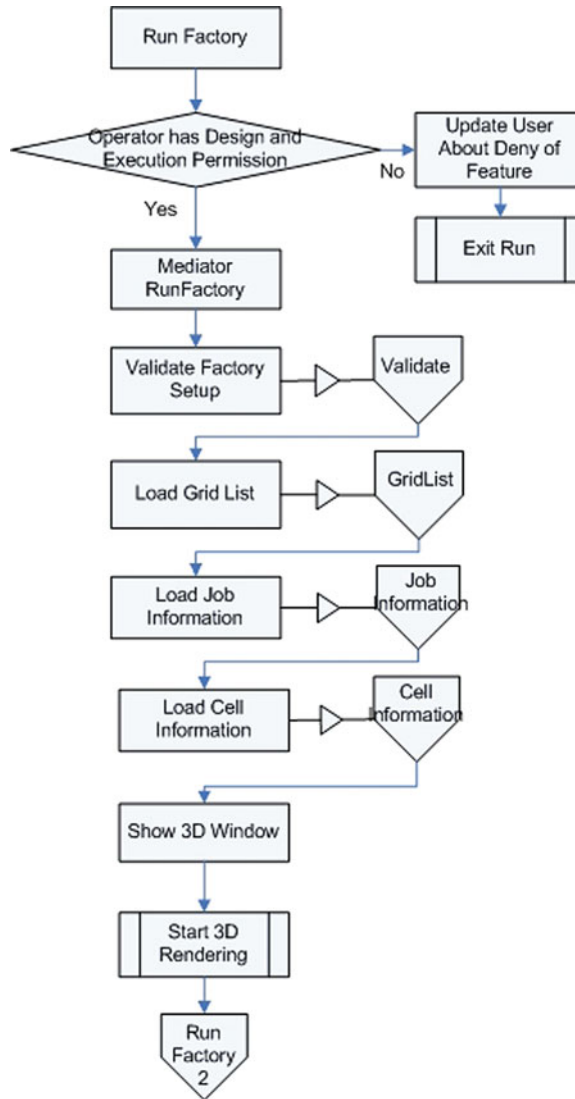 Run Factory
Operator has Design and
Execution Permission
No
Update User
About Deny of
Feature
Exit Run
Yes
Mediator
RunFactory
Validate Factory
Setup
Validate
Load Grid List
GridList
Load Job
Information
Job
Information
Load Cell
Information
Cell
Information
Show 3D Window
Start 3D
Rendering
Run
Factory
2